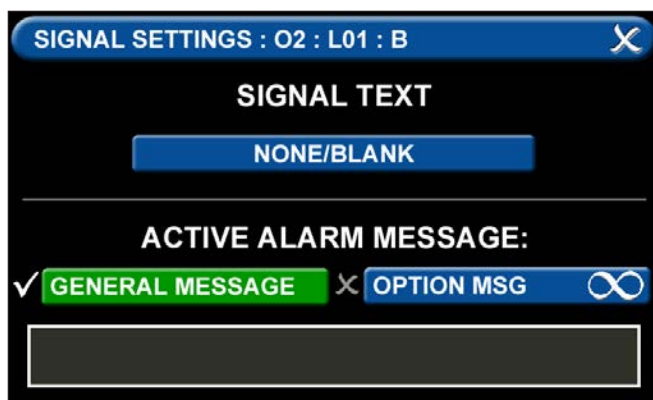 SIGNAL SETTINGS : O2 : L01 : B
SIGNAL TEXT
NONE/BLANK
ACTIVE ALARM MESSAGE:
GENERAL MESSAGE OPTION MSG